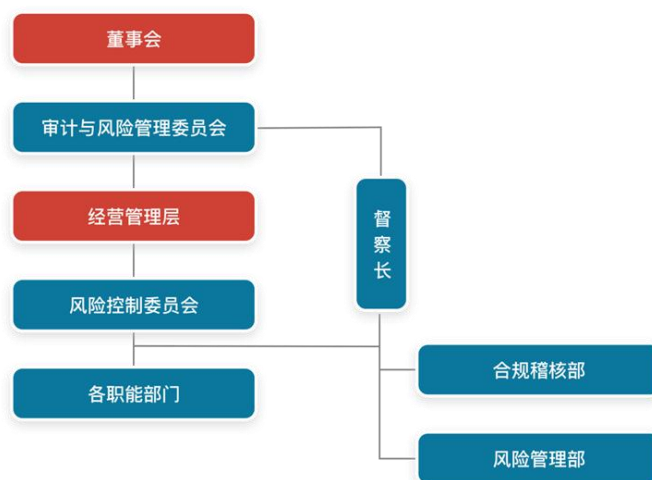 董事会
审计与风险管理委员会
经营管理层
督察长
风险控制委员会
合规稽核部
各职能部门
风险管理部